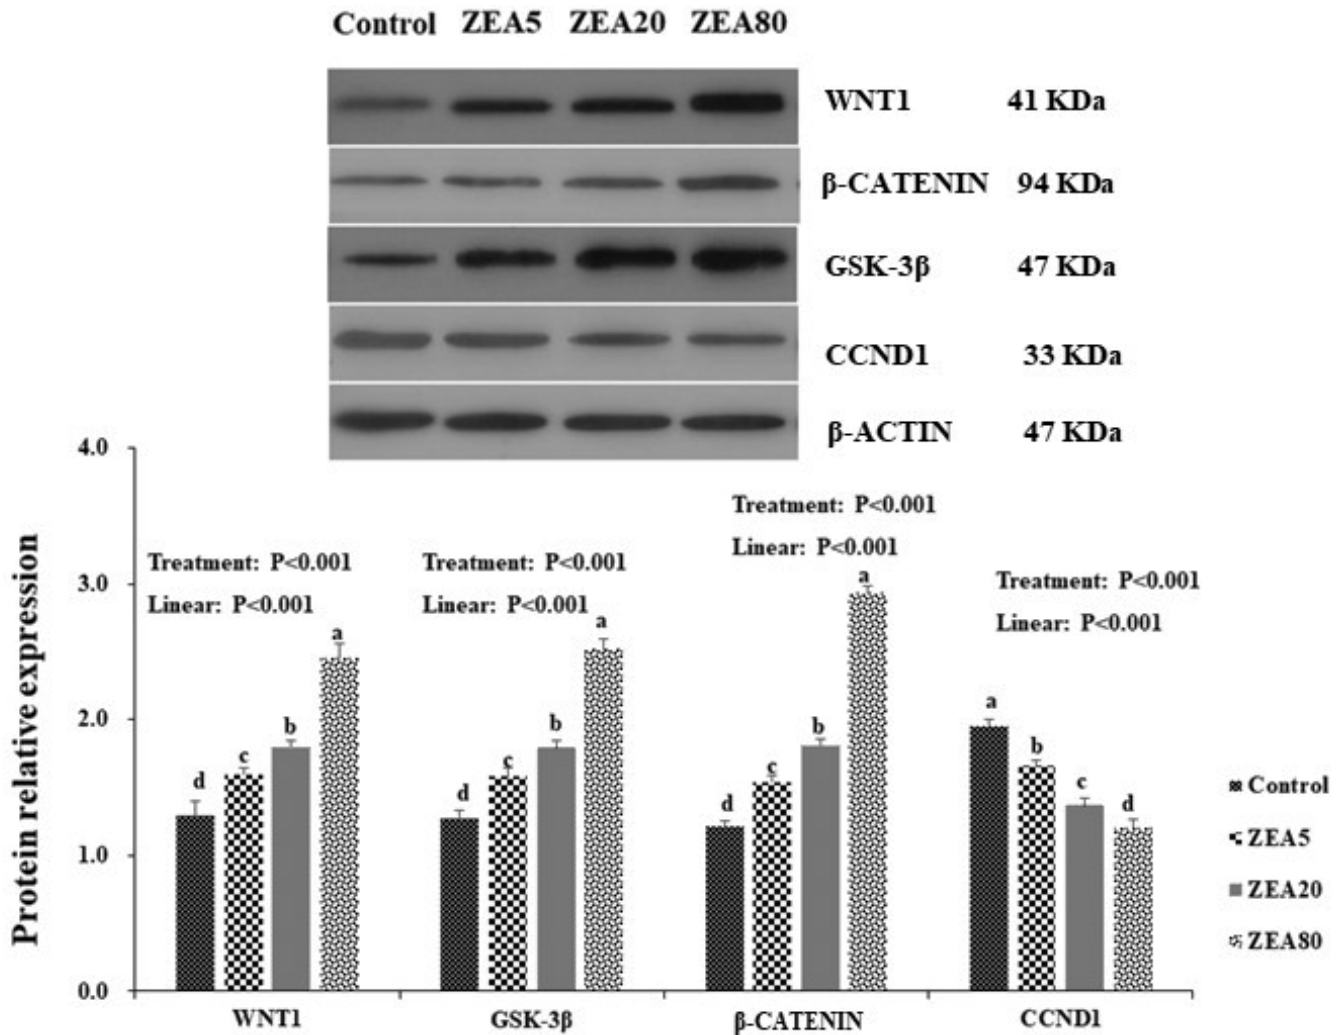 Control ZEA5 ZEA20 ZEA80
WNT1 41 KDa
β-CATENIN 94 KDa
GSK-3β 47 KDa
CCND1 33 KDa
β-ACTIN 47 KDa
Protein relative expression
4.0
3.0
2.0
1.0
0.0
Treatment: P<0.001
Linear: P<0.001
d c b a
Treatment: P<0.001
Linear: P<0.001
d c b a
Treatment: P<0.001
Linear: P<0.001
d c b a
Treatment: P<0.001
Linear: P<0.001
a b c d
WNT1 GSK-3β β-CATENIN CCND1
Control
ZEA5
ZEA20
ZEA80